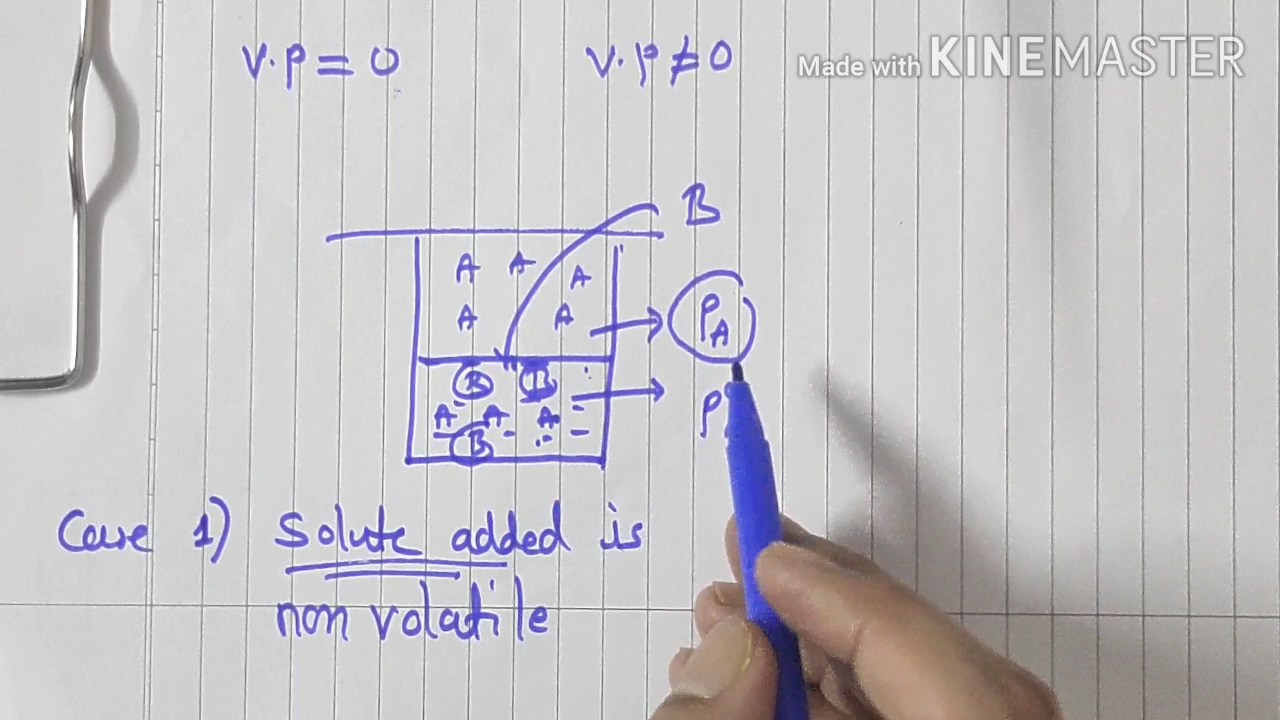 v.p = 0 v.p ≠ 0
Made with KINEMASTER
B
A A A
A A
P_A
B B
A A A
P°
B
Case 1) Solute added is
non volatile